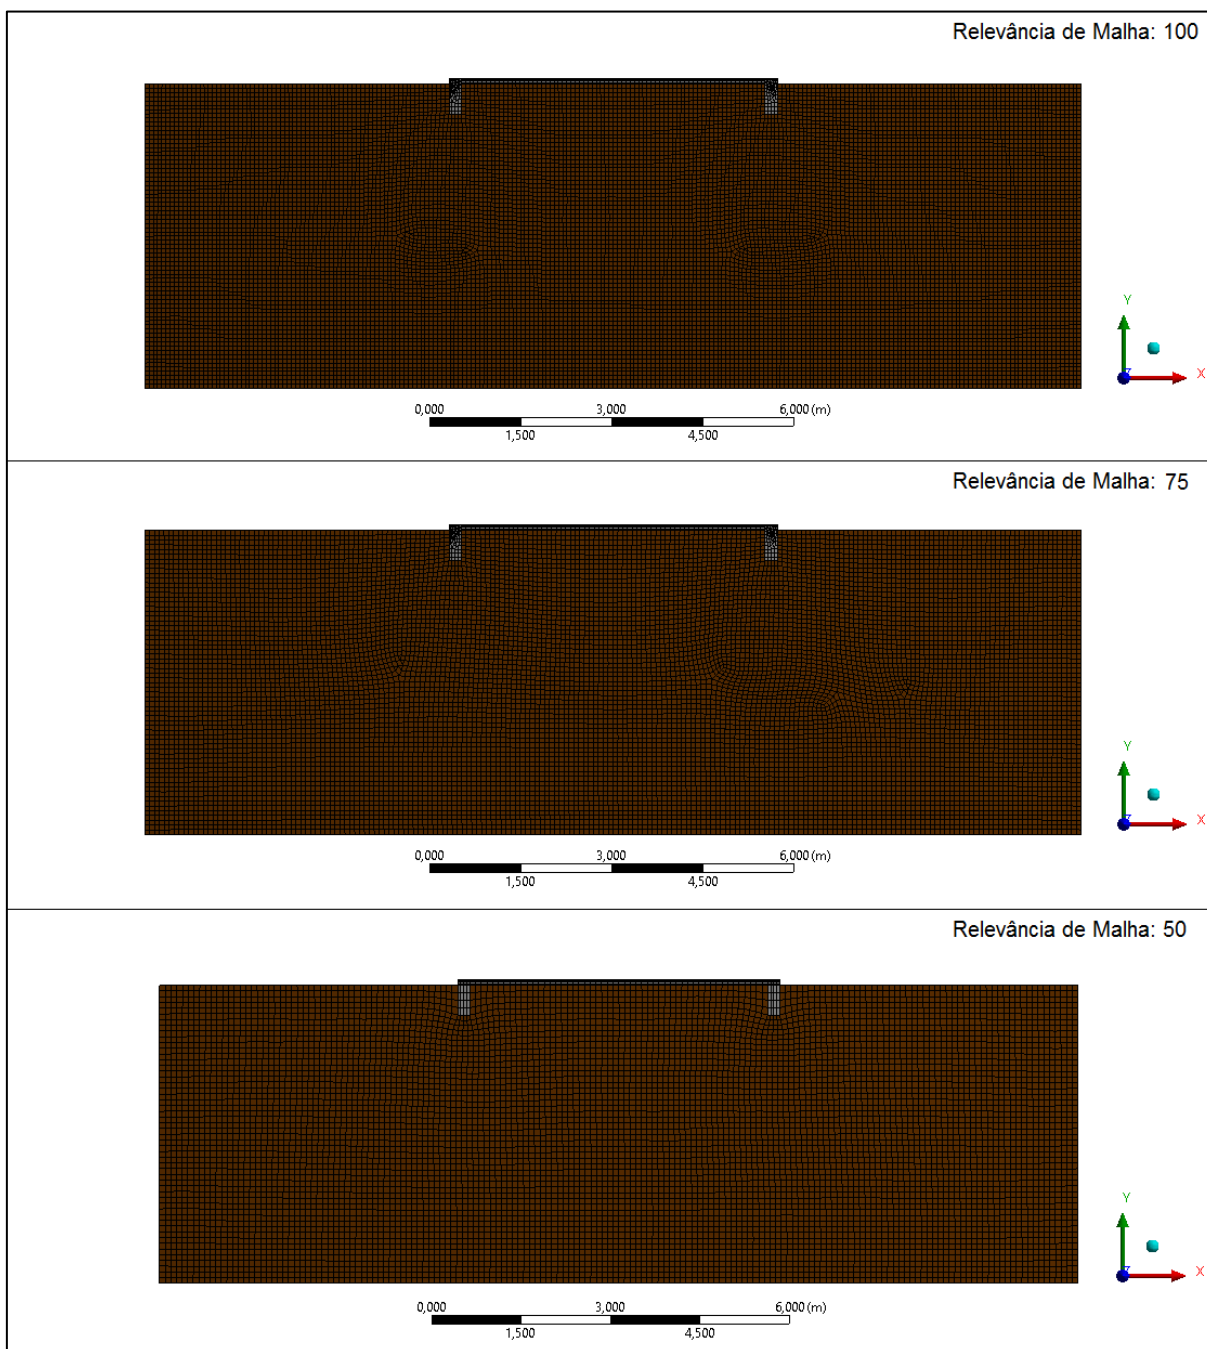 Relevância de Malha: 100
Y
Z
X
0,000 3,000 6,000 (m)
1,500 4,500
Relevância de Malha: 75
Y
Z
X
0,000 3,000 6,000 (m)
1,500 4,500
Relevância de Malha: 50
Y
Z
X
0,000 3,000 6,000 (m)
1,500 4,500